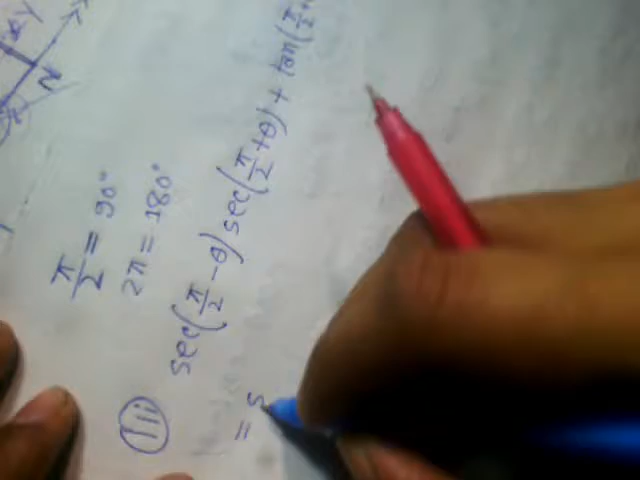 π/2 = 90°
2π = 180°
(iii) sec(π/2 - θ) sec(π/2 + θ) + tan(π/2
= s